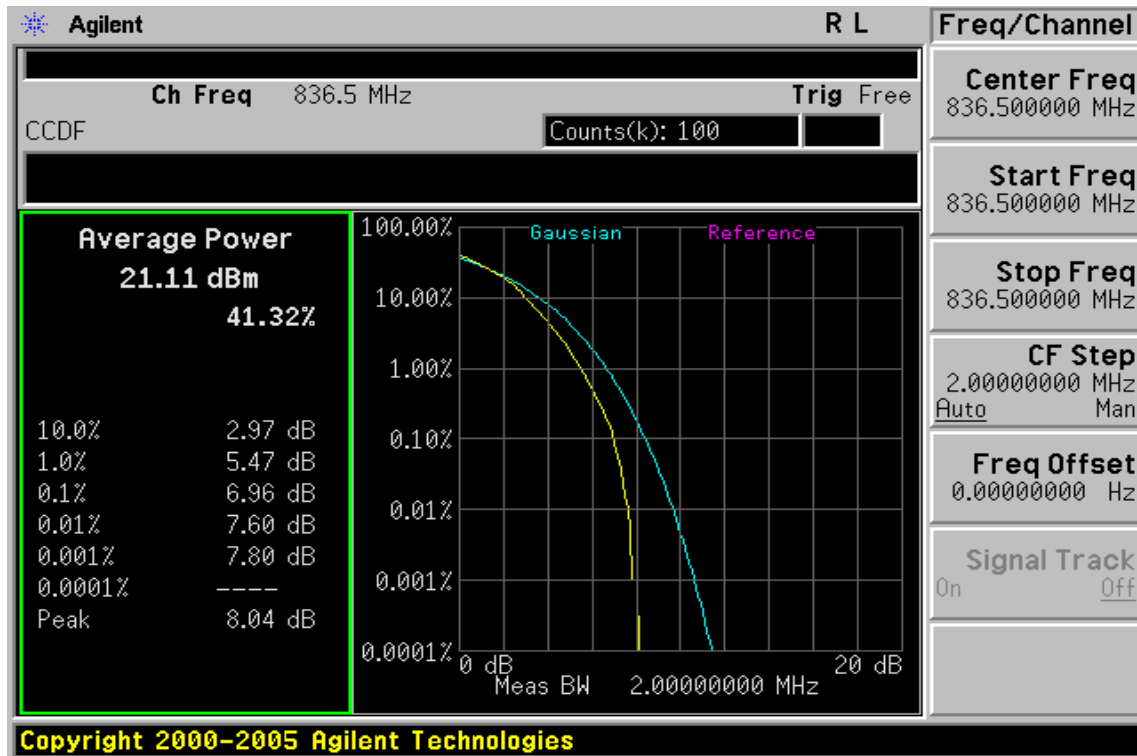 Agilent R L Freq/Channel
Ch Freq 836.5 MHz Trig Free
CCDF Counts(k): 100
Center Freq
836.500000 MHz
Start Freq
836.500000 MHz
Stop Freq
836.500000 MHz
CF Step
2.00000000 MHz
Auto Man
Freq Offset
0.00000000 Hz
Signal Track
On Off
Average Power
21.11 dBm
41.32%
10.0% 2.97 dB
1.0% 5.47 dB
0.1% 6.96 dB
0.01% 7.60 dB
0.001% 7.80 dB
0.0001% ----
Peak 8.04 dB
Gaussian Reference
100.00%
10.00%
1.00%
0.10%
0.01%
0.001%
0.0001%
0 dB 20 dB
Meas BW 2.00000000 MHz
Copyright 2000-2005 Agilent Technologies